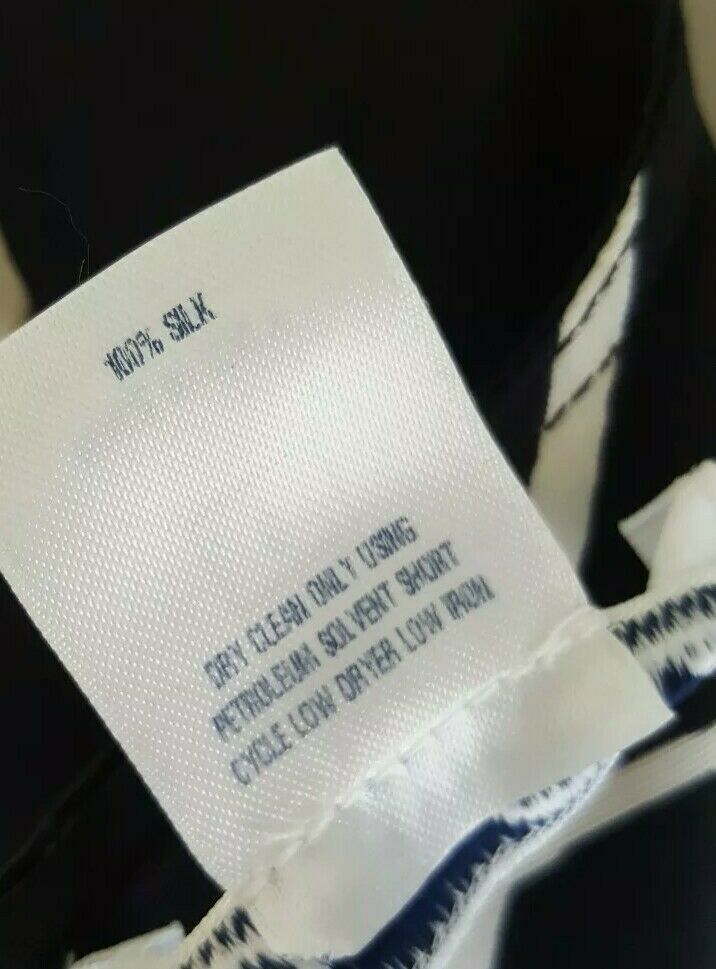 100% SILK
DRY CLEAN ONLY USING
PETROLEUM SOLVENT SHORT
CYCLE LOW DRYER LOW IRON